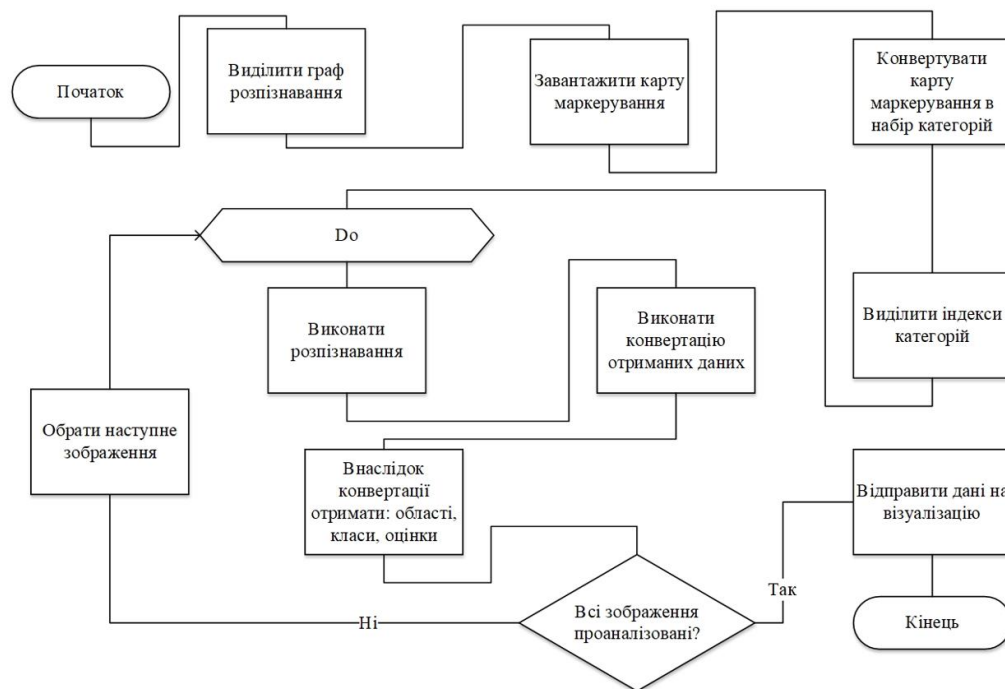 Початок
Виділити граф
розпізнавання
Завантажити карту
маркерування
Конвертувати
карту
маркерування в
набір категорій
Do
Виконати
розпізнавання
Виконати
конвертацію
отриманих даних
Виділити індекси
категорій
Обрати наступне
зображення
Внаслідок
конвертації
отримати: області,
класи, оцінки
Відправити дані на
візуалізацію
Так
Ні
Всі зображення
проаналізовані?
Кінець